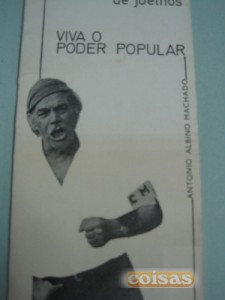 de joelhos
VIVA O
PODER POPULAR
ANTONIO ALBINO MACHADO
CM
coisas